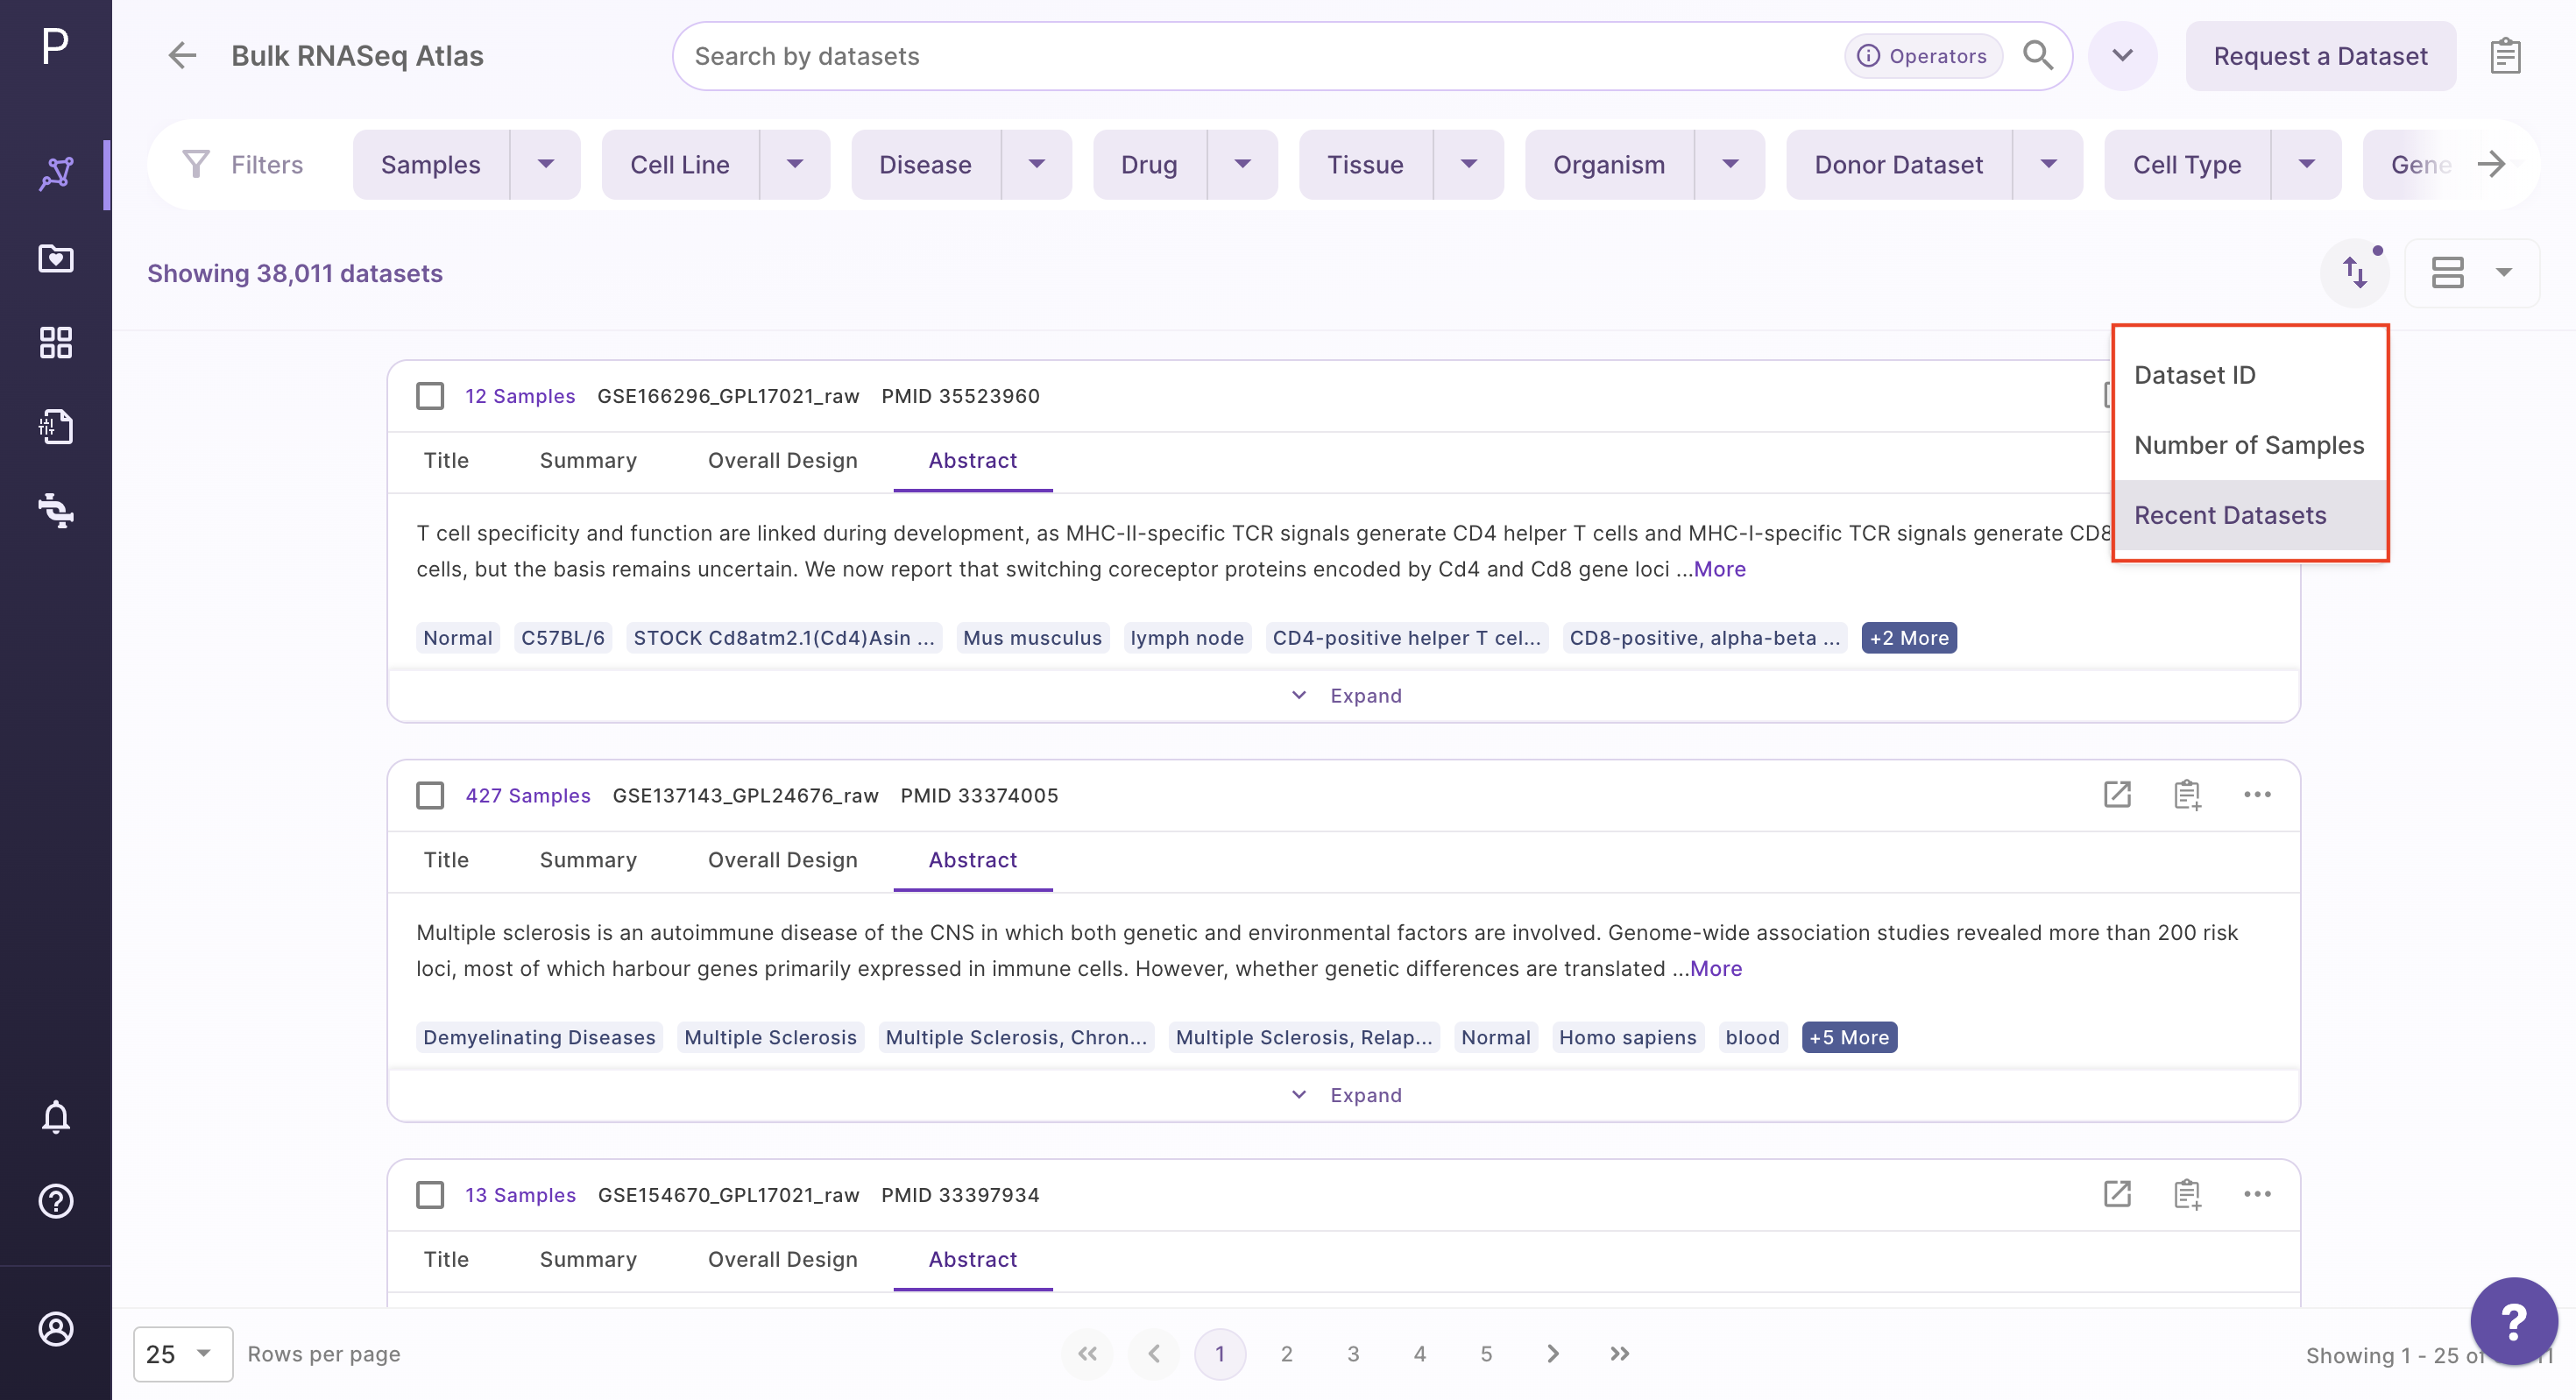 P
Bulk RNASeq Atlas
Search by datasets
Operators
Request a Dataset
Filters
Samples
Cell Line
Disease
Drug
Tissue
Organism
Donor Dataset
Cell Type
Gene
Showing 38,011 datasets
Dataset ID
Number of Samples
Recent Datasets
12 Samples GSE166296_GPL17021_raw PMID 35523960
Title Summary Overall Design Abstract
T cell specificity and function are linked during development, as MHC-II-specific TCR signals generate CD4 helper T cells and MHC-I-specific TCR signals generate CD8
cells, but the basis remains uncertain. We now report that switching coreceptor proteins encoded by Cd4 and Cd8 gene loci ...More
Normal C57BL/6 STOCK Cd8atm2.1(Cd4)Asin ... Mus musculus lymph node CD4-positive helper T cel... CD8-positive, alpha-beta ... +2 More
Expand
427 Samples GSE137143_GPL24676_raw PMID 33374005
Title Summary Overall Design Abstract
Multiple sclerosis is an autoimmune disease of the CNS in which both genetic and environmental factors are involved. Genome-wide association studies revealed more than 200 risk
loci, most of which harbour genes primarily expressed in immune cells. However, whether genetic differences are translated ...More
Demyelinating Diseases Multiple Sclerosis Multiple Sclerosis, Chron... Multiple Sclerosis, Relap... Normal Homo sapiens blood +5 More
Expand
13 Samples GSE154670_GPL17021_raw PMID 33397934
Title Summary Overall Design Abstract
25 Rows per page
1 2 3 4 5
Showing 1 - 25 of
?